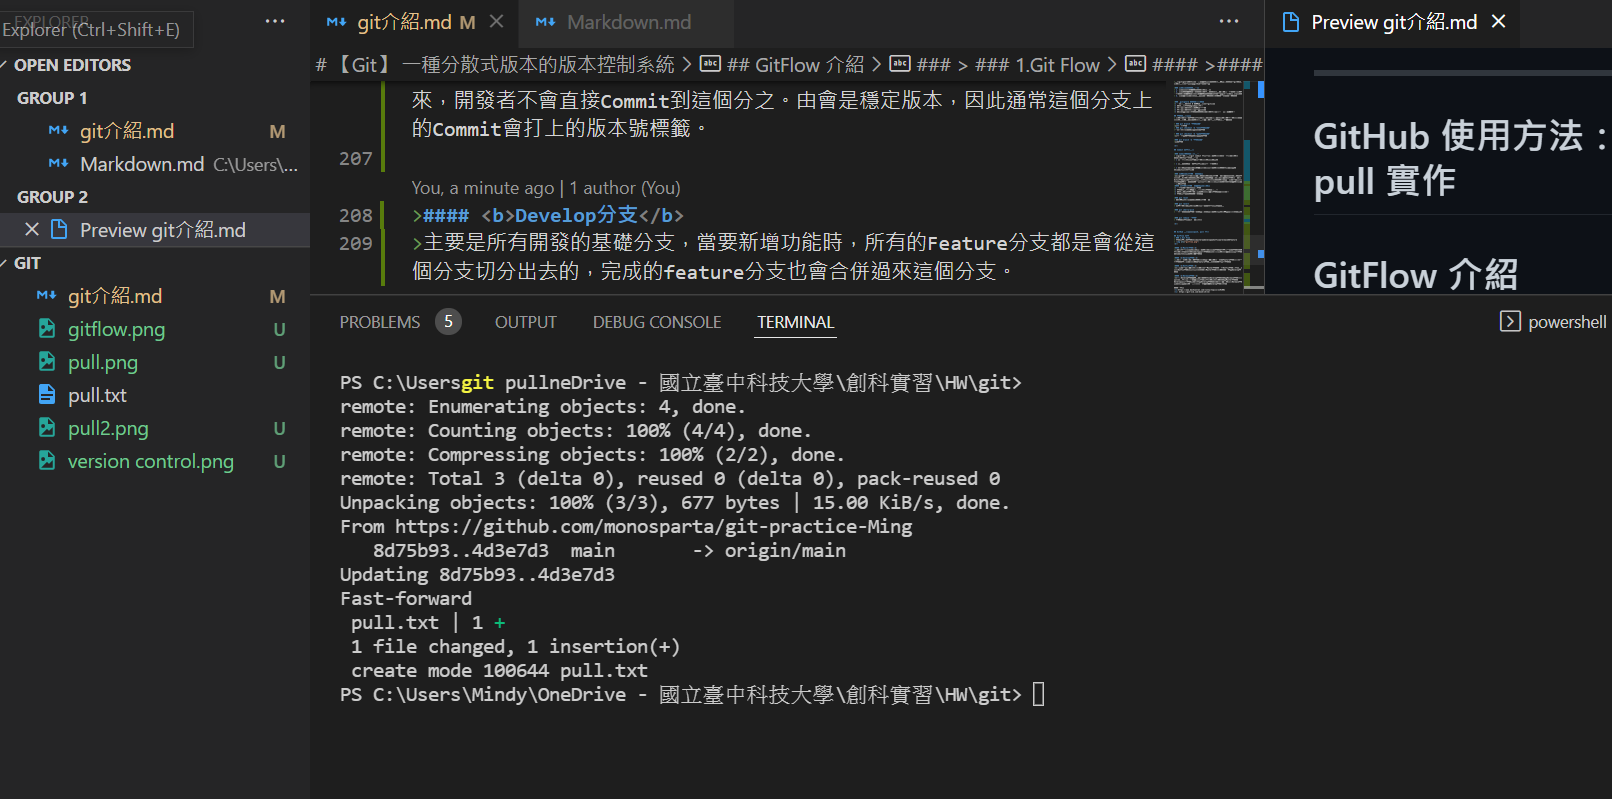 EXPLORER
Explorer (Ctrl+Shift+E)
OPEN EDITORS
GROUP 1
git介紹.md M
Markdown.md C:\Users\...
GROUP 2
Preview git介紹.md
GIT
git介紹.md M
gitflow.png U
pull.png U
pull.txt
pull2.png U
version control.png U
git介紹.md M
Markdown.md
# 【Git】 一種分散式版本的版本控制系統 > ## GitFlow 介紹 > ### > ### 1.Git Flow > #### >####
來，開發者不會直接Commit到這個分之。由會是穩定版本，因此通常這個分支上
的Commit會打上的版本號標籤。
207
You, a minute ago | 1 author (You)
208 >#### <b>Develop分支</b>
209 >主要是所有開發的基礎分支，當要新增功能時，所有的Feature分支都是會從這
個分支切分出去的，完成的feature分支也會合併過來這個分支。
Preview git介紹.md
GitHub 使用方法：
pull 實作
GitFlow 介紹
PROBLEMS 5 OUTPUT DEBUG CONSOLE TERMINAL
powershell
PS C:\Usersgit pullneDrive - 國立臺中科技大學\創科實習\HW\git>
remote: Enumerating objects: 4, done.
remote: Counting objects: 100% (4/4), done.
remote: Compressing objects: 100% (2/2), done.
remote: Total 3 (delta 0), reused 0 (delta 0), pack-reused 0
Unpacking objects: 100% (3/3), 677 bytes | 15.00 KiB/s, done.
From https://github.com/monosparta/git-practice-Ming
8d75b93..4d3e7d3 main -> origin/main
Updating 8d75b93..4d3e7d3
Fast-forward
pull.txt | 1 +
1 file changed, 1 insertion(+)
create mode 100644 pull.txt
PS C:\Users\Mindy\OneDrive - 國立臺中科技大學\創科實習\HW\git>